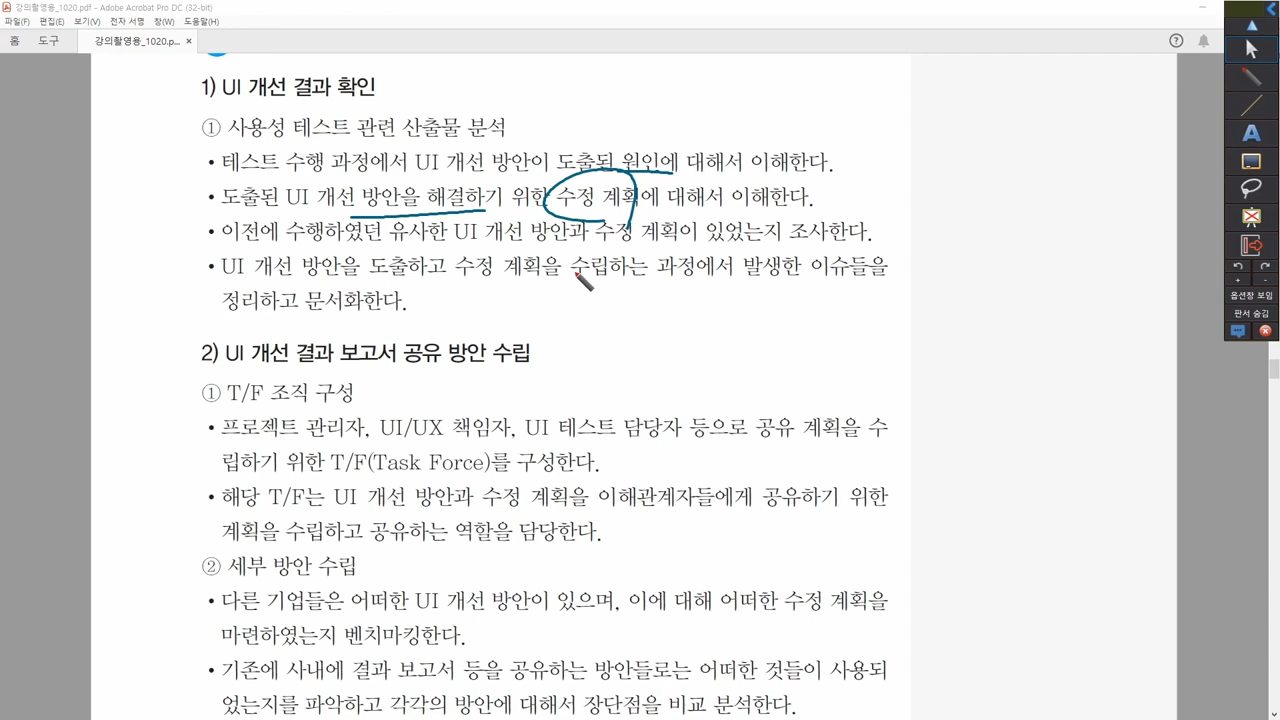 강의촬영용_1020.pdf - Adobe Acrobat Pro DC (32-bit)
파일(F) 편집(E) 보기(V) 전자 서명 창(W) 도움말(H)
홈 도구 강의촬영용_1020.p... ×
1) UI 개선 결과 확인
① 사용성 테스트 관련 산출물 분석
• 테스트 수행 과정에서 UI 개선 방안이 도출된 원인에 대해서 이해한다.
• 도출된 UI 개선 방안을 해결하기 위한 수정 계획에 대해서 이해한다.
• 이전에 수행하였던 유사한 UI 개선 방안과 수정 계획이 있었는지 조사한다.
• UI 개선 방안을 도출하고 수정 계획을 수립하는 과정에서 발생한 이슈들을
정리하고 문서화한다.
2) UI 개선 결과 보고서 공유 방안 수립
① T/F 조직 구성
• 프로젝트 관리자, UI/UX 책임자, UI 테스트 담당자 등으로 공유 계획을 수
립하기 위한 T/F(Task Force)를 구성한다.
• 해당 T/F는 UI 개선 방안과 수정 계획을 이해관계자들에게 공유하기 위한
계획을 수립하고 공유하는 역할을 담당한다.
② 세부 방안 수립
• 다른 기업들은 어떠한 UI 개선 방안이 있으며, 이에 대해 어떠한 수정 계획을
마련하였는지 벤치마킹한다.
• 기존에 사내에 결과 보고서 등을 공유하는 방안들로는 어떠한 것들이 사용되
었는지를 파악하고 각각의 방안에 대해서 장단점을 비교 분석한다.
A
+ -
옵션창 보임
판서 숨김